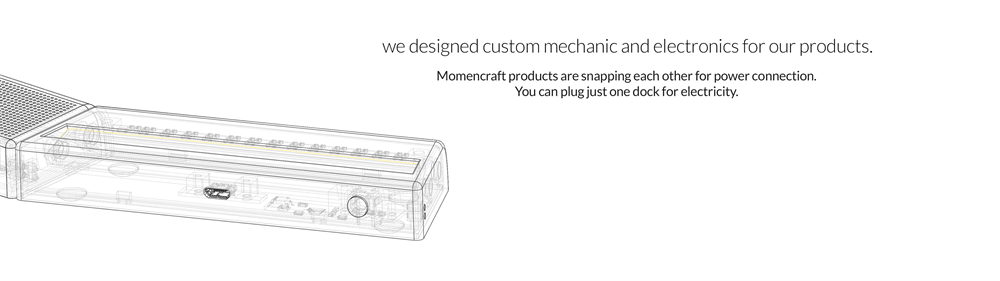 we designed custom mechanic and electronics for our products.
Momencraft products are snapping each other for power connection.
You can plug just one dock for electricity.